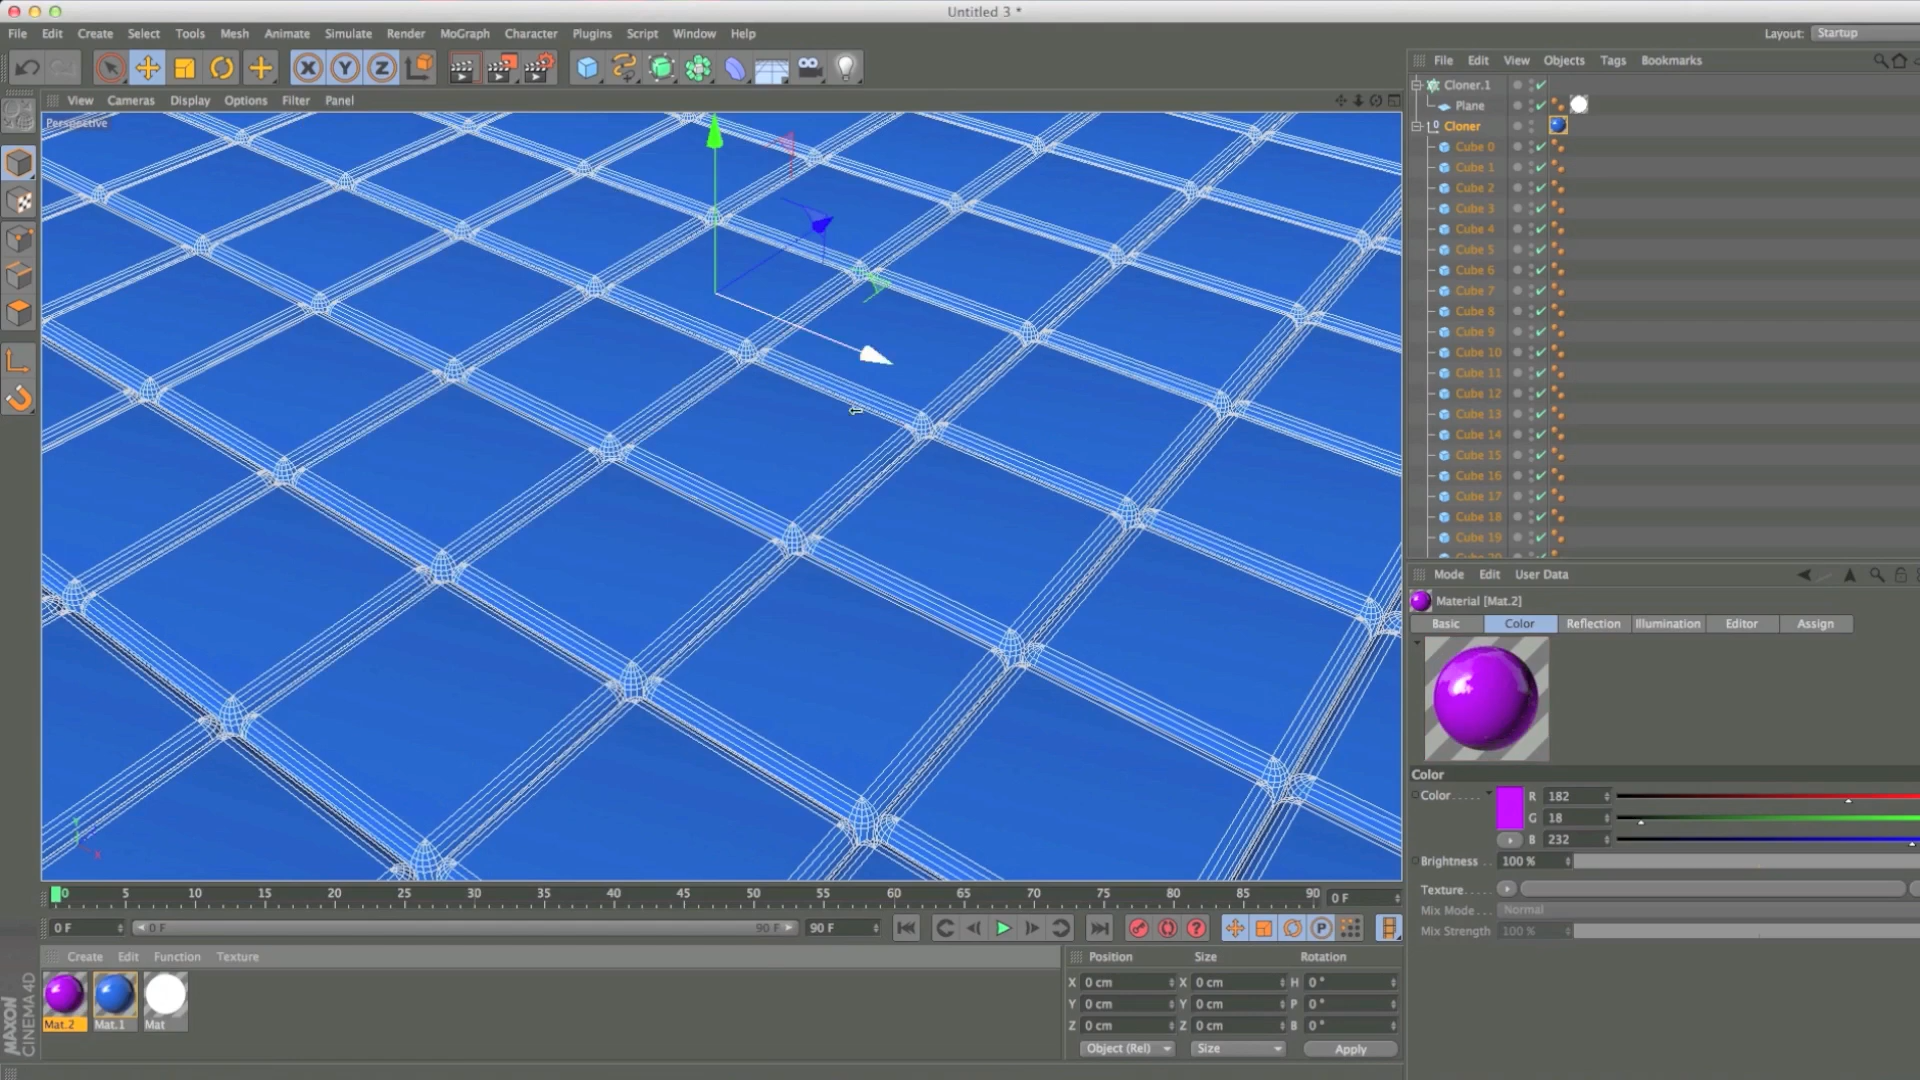 Untitled 3 *
File Edit Create Select Tools Mesh Animate Simulate Render MoGraph Character Plugins Script Window Help
Layout: Startup
X Y Z
File Edit View Objects Tags Bookmarks
View Cameras Display Options Filter Panel
Perspective
Cloner.1
Plane
Cloner
Cube 0
Cube 1
Cube 2
Cube 3
Cube 4
Cube 5
Cube 6
Cube 7
Cube 8
Cube 9
Cube 10
Cube 11
Cube 12
Cube 13
Cube 14
Cube 15
Cube 16
Cube 17
Cube 18
Cube 19
Mode Edit User Data
Material [Mat.2]
Basic Color Reflection Illumination Editor Assign
Color
Color R 182
G 18
B 232
Brightness 100 %
Texture
Mix Mode Normal
Mix Strength 100 %
Y
X
0 5 10 15 20 25 30 35 40 45 50 55 60 65 70 75 80 85 90 0 F
0 F 0 F 90 F 90 F
Create Edit Function Texture
Mat.2 Mat.1 Mat
Position Size Rotation
X 0 cm X 0 cm H 0 °
Y 0 cm Y 0 cm P 0 °
Z 0 cm Z 0 cm B 0 °
Object (Rel) Size Apply
MAXON
CINEMA4D